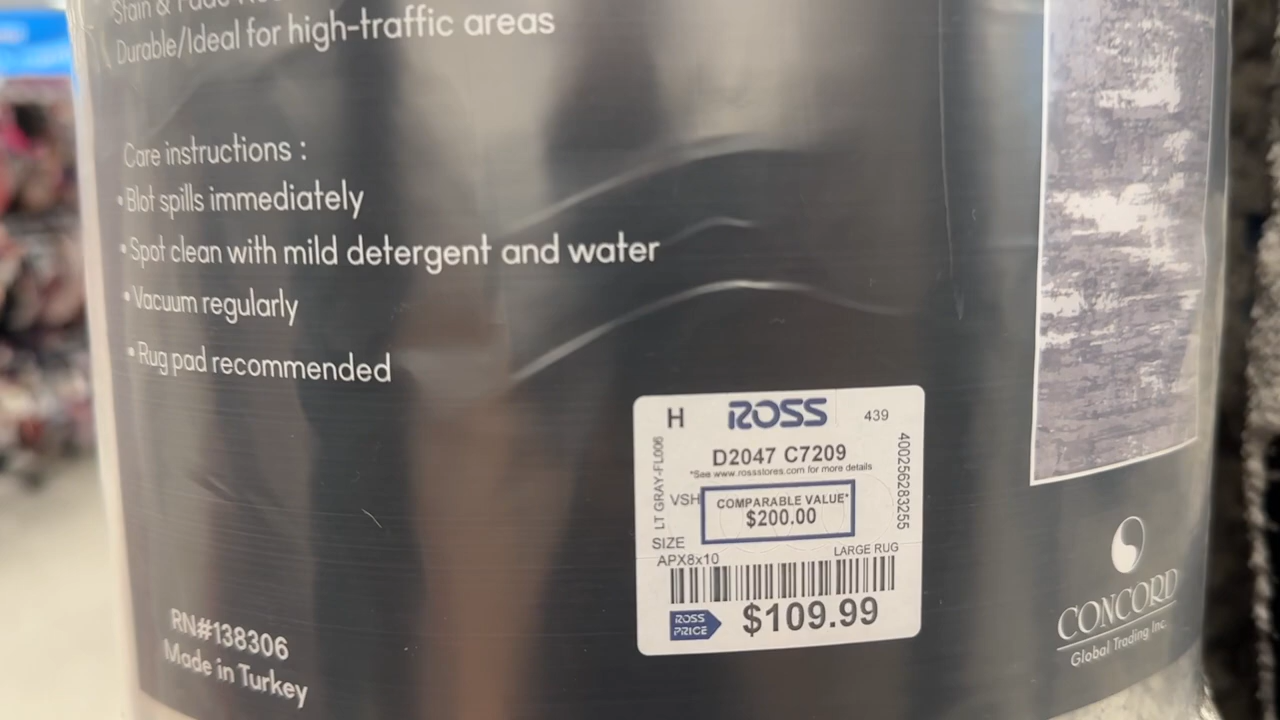 Stain & Fade
Durable/Ideal for high-traffic areas
Care instructions :
• Blot spills immediately
• Spot clean with mild detergent and water
• Vacuum regularly
• Rug pad recommended
RN#138306
Made in Turkey
H ROSS 439
D2047 C7209
*See www.rossstores.com for more details
LT GRAY-FL006
VSH
COMPARABLE VALUE*
$200.00
400256283255
SIZE
APX8x10
LARGE RUG
ROSS
PRICE
$109.99
CONCORD
Global Trading Inc.